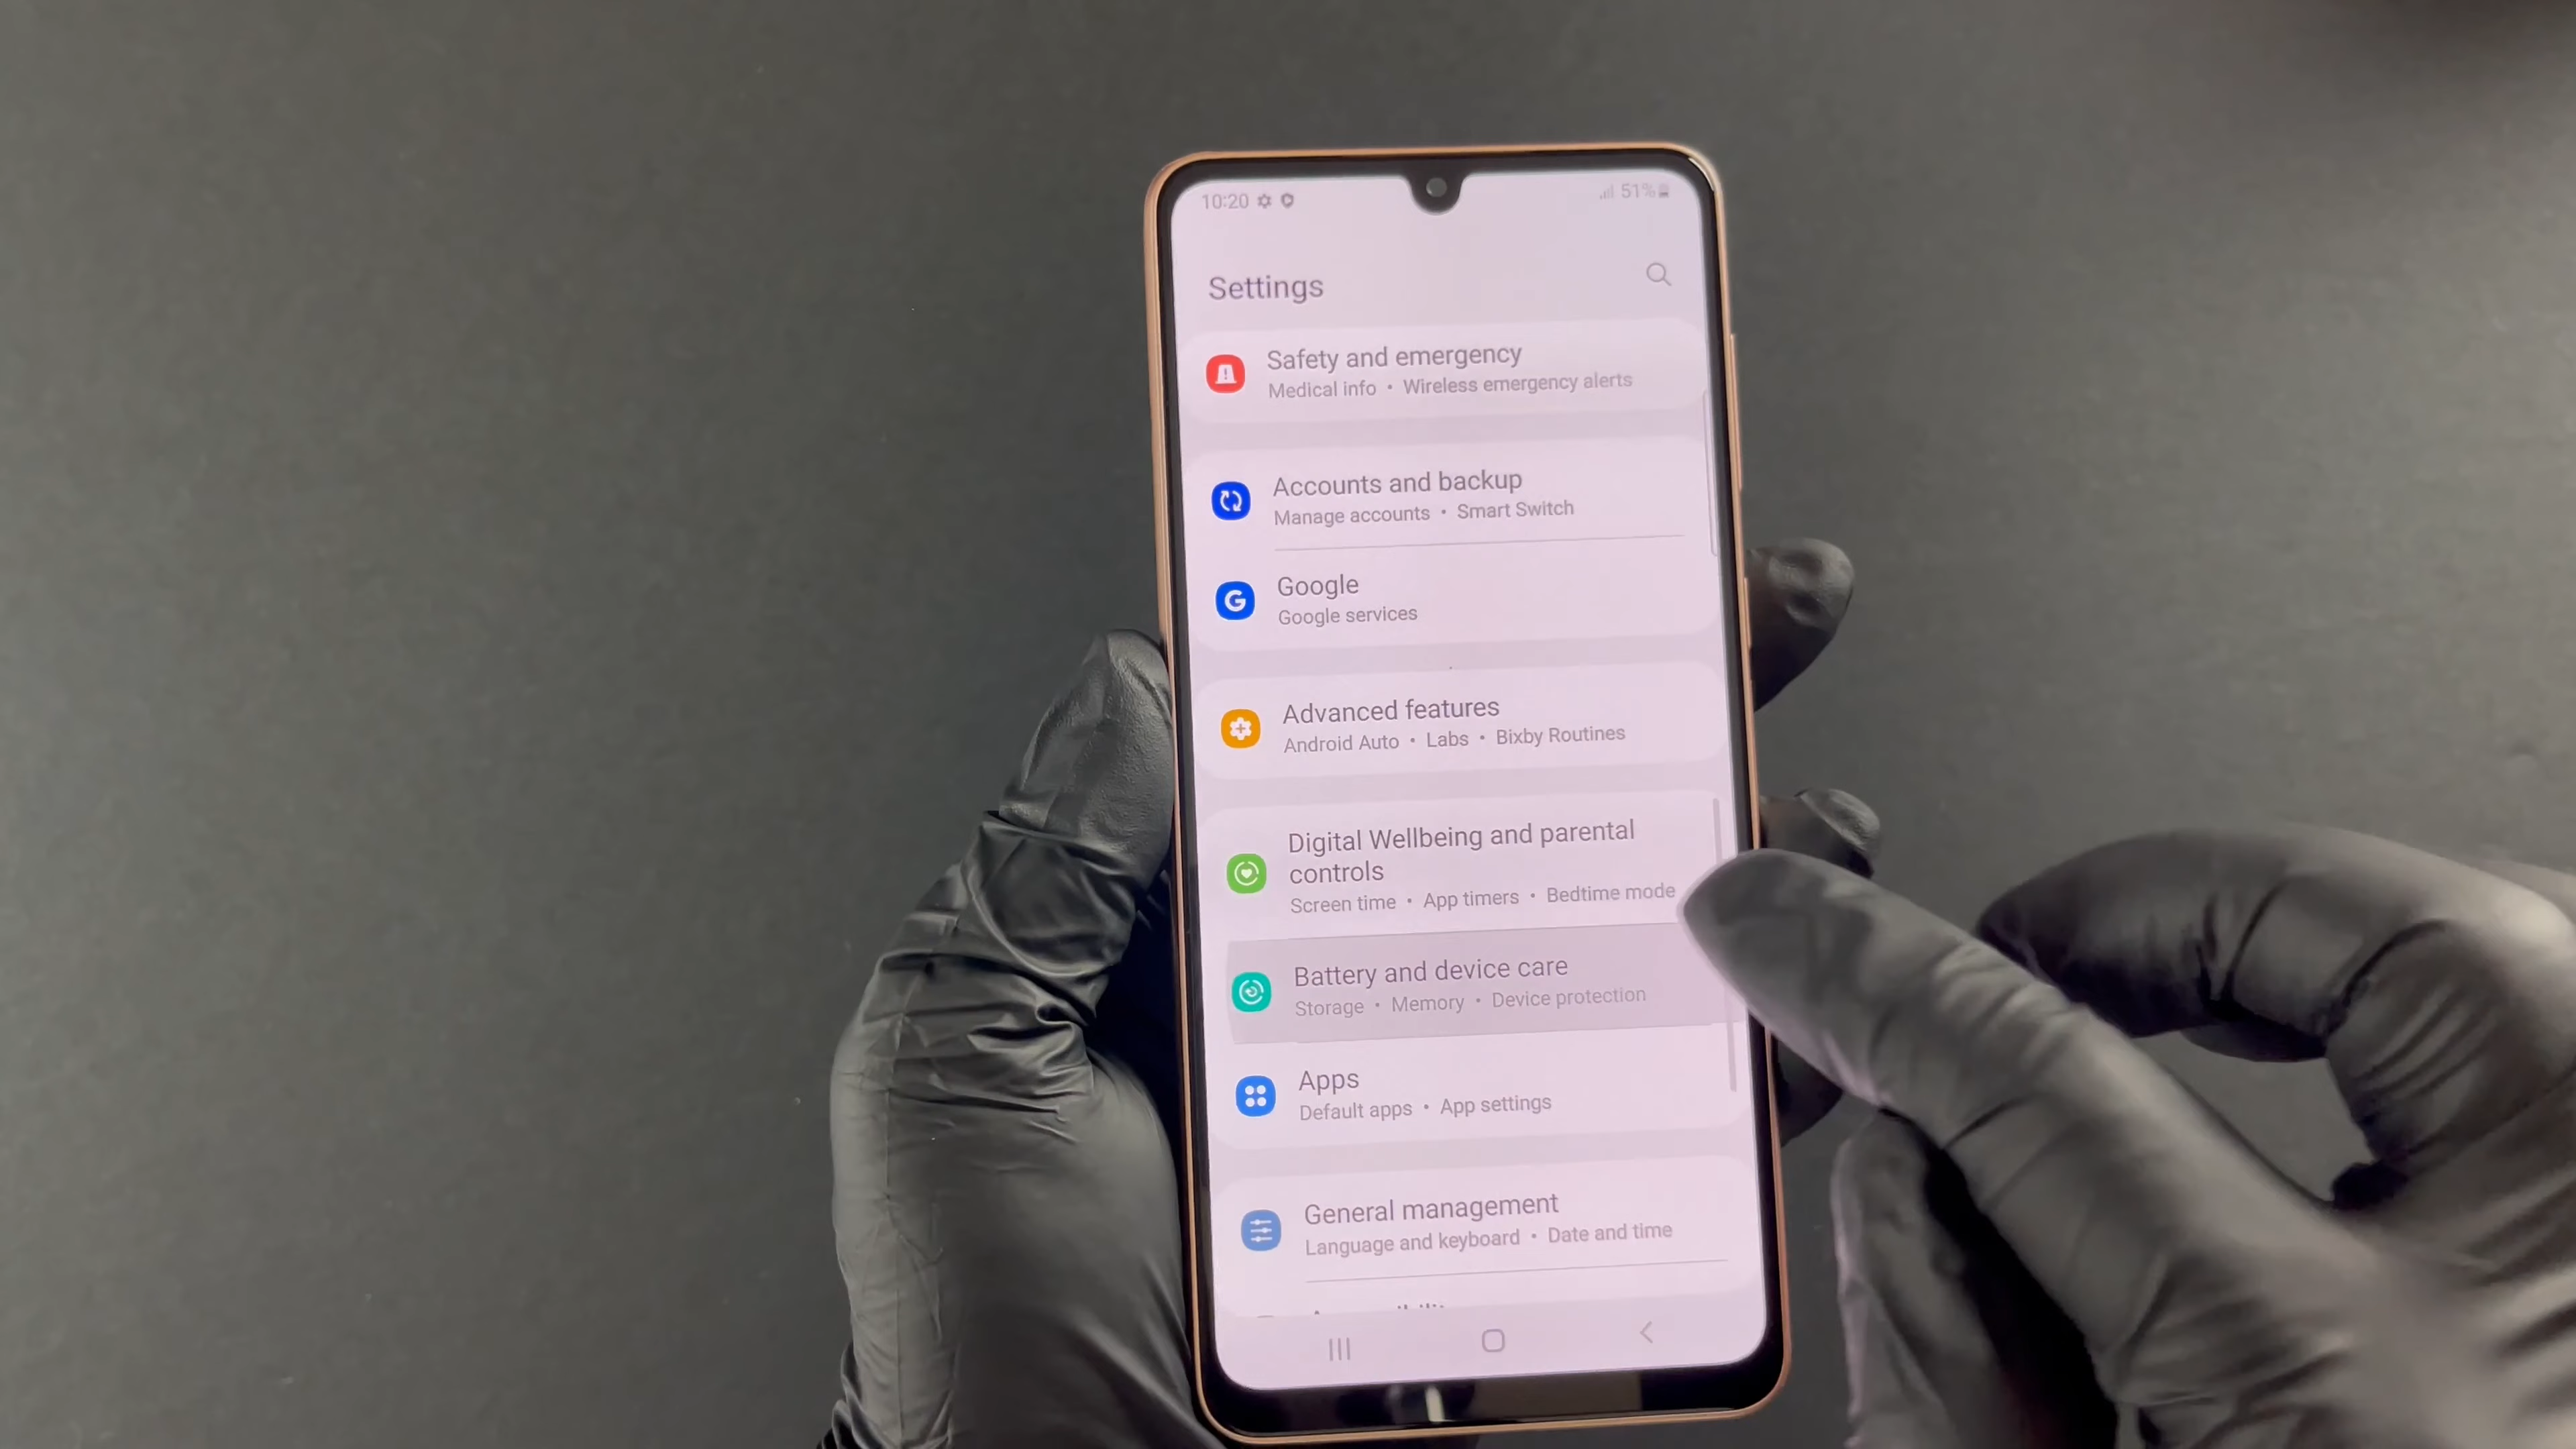 10:20
51%
Settings
Safety and emergency
Medical info • Wireless emergency alerts
Accounts and backup
Manage accounts • Smart Switch
G
Google
Google services
Advanced features
Android Auto • Labs • Bixby Routines
Digital Wellbeing and parental
controls
Screen time • App timers • Bedtime mode
Battery and device care
Storage • Memory • Device protection
Apps
Default apps • App settings
General management
Language and keyboard • Date and time